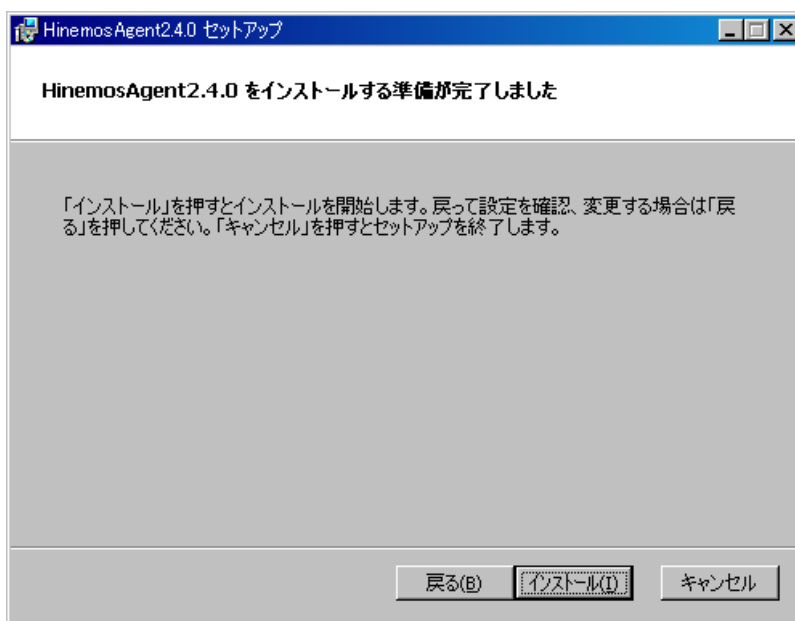 HinemosAgent2.4.0 セットアップ
HinemosAgent2.4.0 をインストールする準備が完了しました
「インストール」を押すとインストールを開始します。戻って設定を確認、変更する場合は「戻
る」を押してください。「キャンセル」を押すとセットアップを終了します。
戻る(B) インストール(I) キャンセル